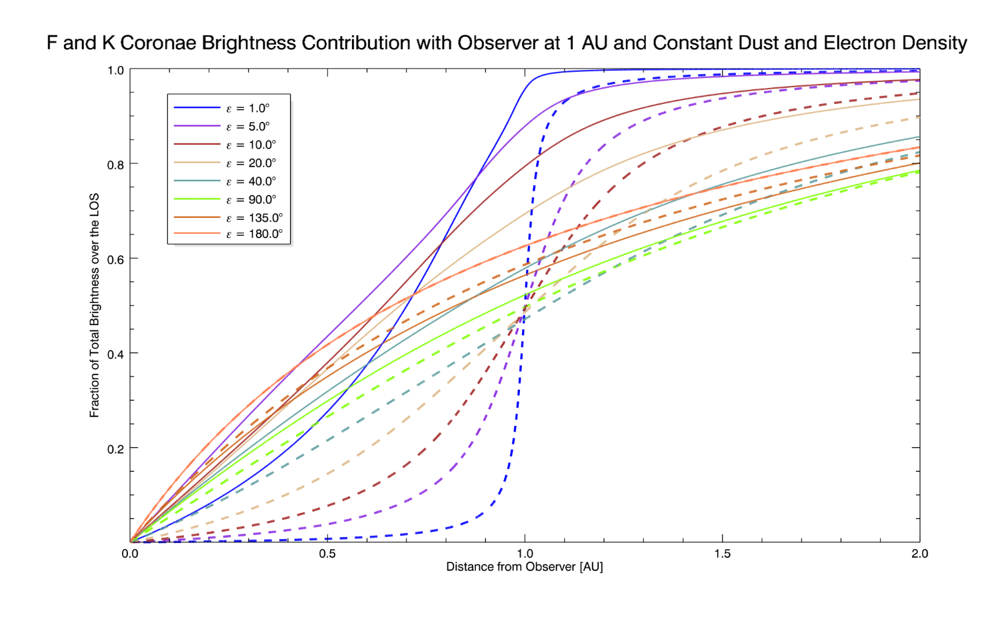 F and K Coronae Brightness Contribution with Observer at 1 AU and Constant Dust and Electron Density
1.0
0.8
0.6
0.4
0.2
Fraction of Total Brightness over the LOS
ε = 1.0°
ε = 5.0°
ε = 10.0°
ε = 20.0°
ε = 40.0°
ε = 90.0°
ε = 135.0°
ε = 180.0°
0.0 0.5 1.0 1.5 2.0
Distance from Observer [AU]